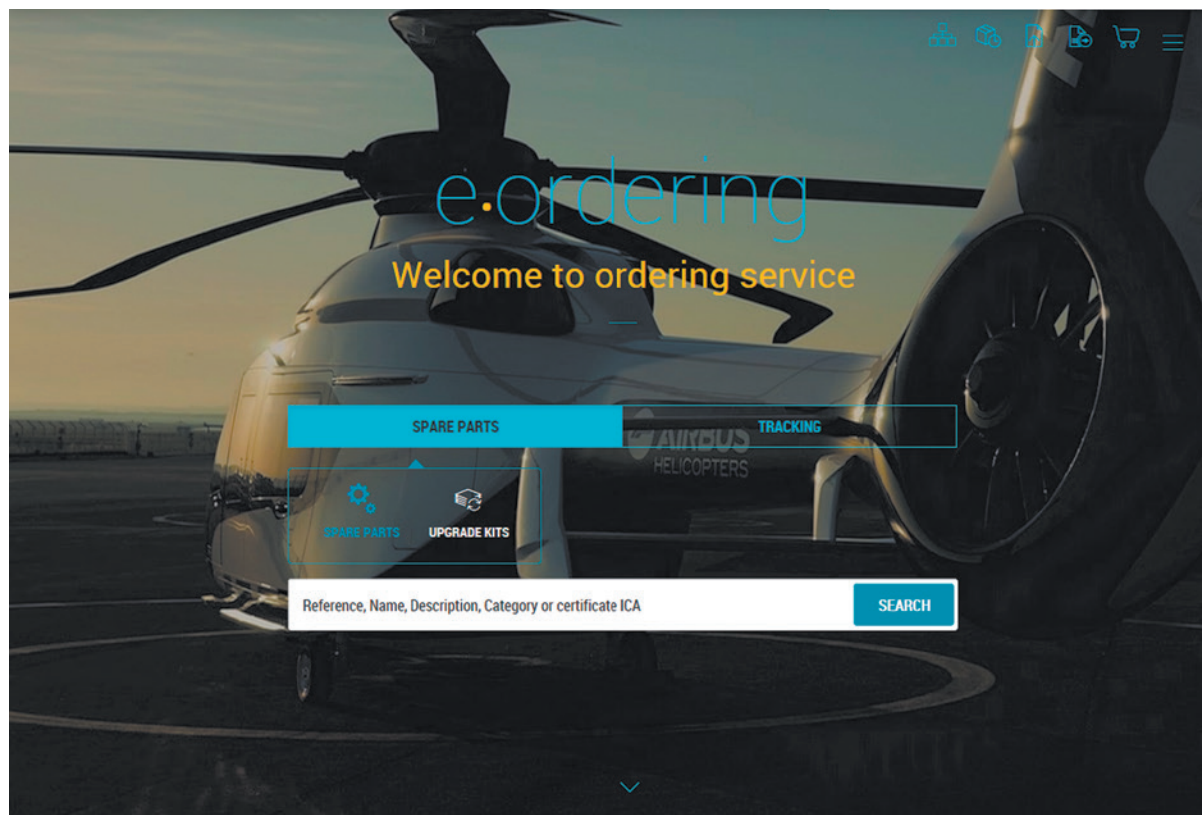 e·ordering
Welcome to ordering service
SPARE PARTS
TRACKING
AIRBUS
HELICOPTERS
SPARE PARTS
UPGRADE KITS
Reference, Name, Description, Category or certificate ICA
SEARCH